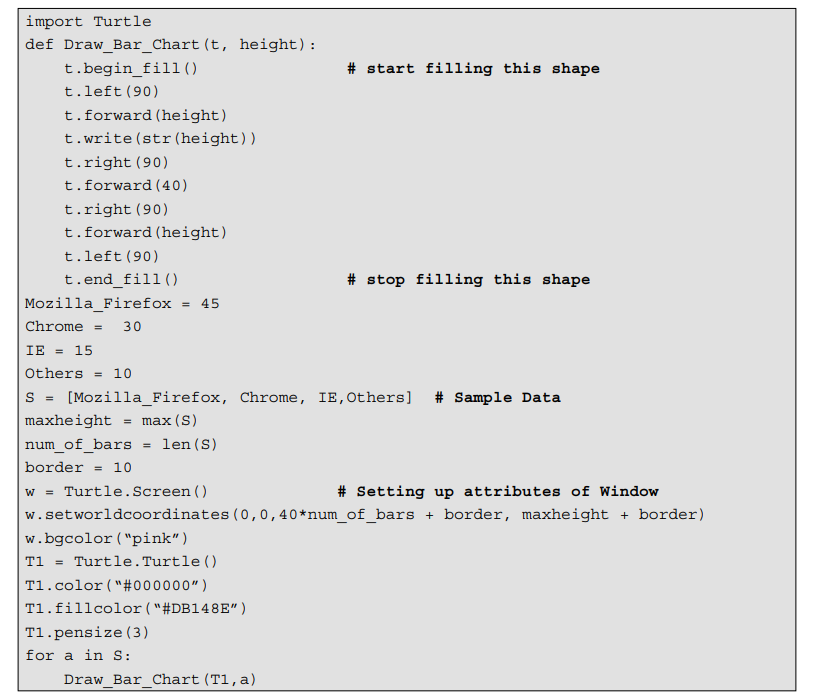 import Turtle
def Draw_Bar_Chart(t, height):
    t.begin_fill()               # start filling this shape
    t.left(90)
    t.forward(height)
    t.write(str(height))
    t.right(90)
    t.forward(40)
    t.right(90)
    t.forward(height)
    t.left(90)
    t.end_fill()                 # stop filling this shape
Mozilla_Firefox = 45
Chrome =  30
IE = 15
Others = 10
S = [Mozilla_Firefox, Chrome, IE,Others]  # Sample Data
maxheight = max(S)
num_of_bars = len(S)
border = 10
w = Turtle.Screen()             # Setting up attributes of Window
w.setworldcoordinates(0,0,40*num_of_bars + border, maxheight + border)
w.bgcolor(“pink”)
T1 = Turtle.Turtle()
T1.color(“#000000”)
T1.fillcolor(“#DB148E”)
T1.pensize(3)
for a in S:
    Draw_Bar_Chart(T1,a)